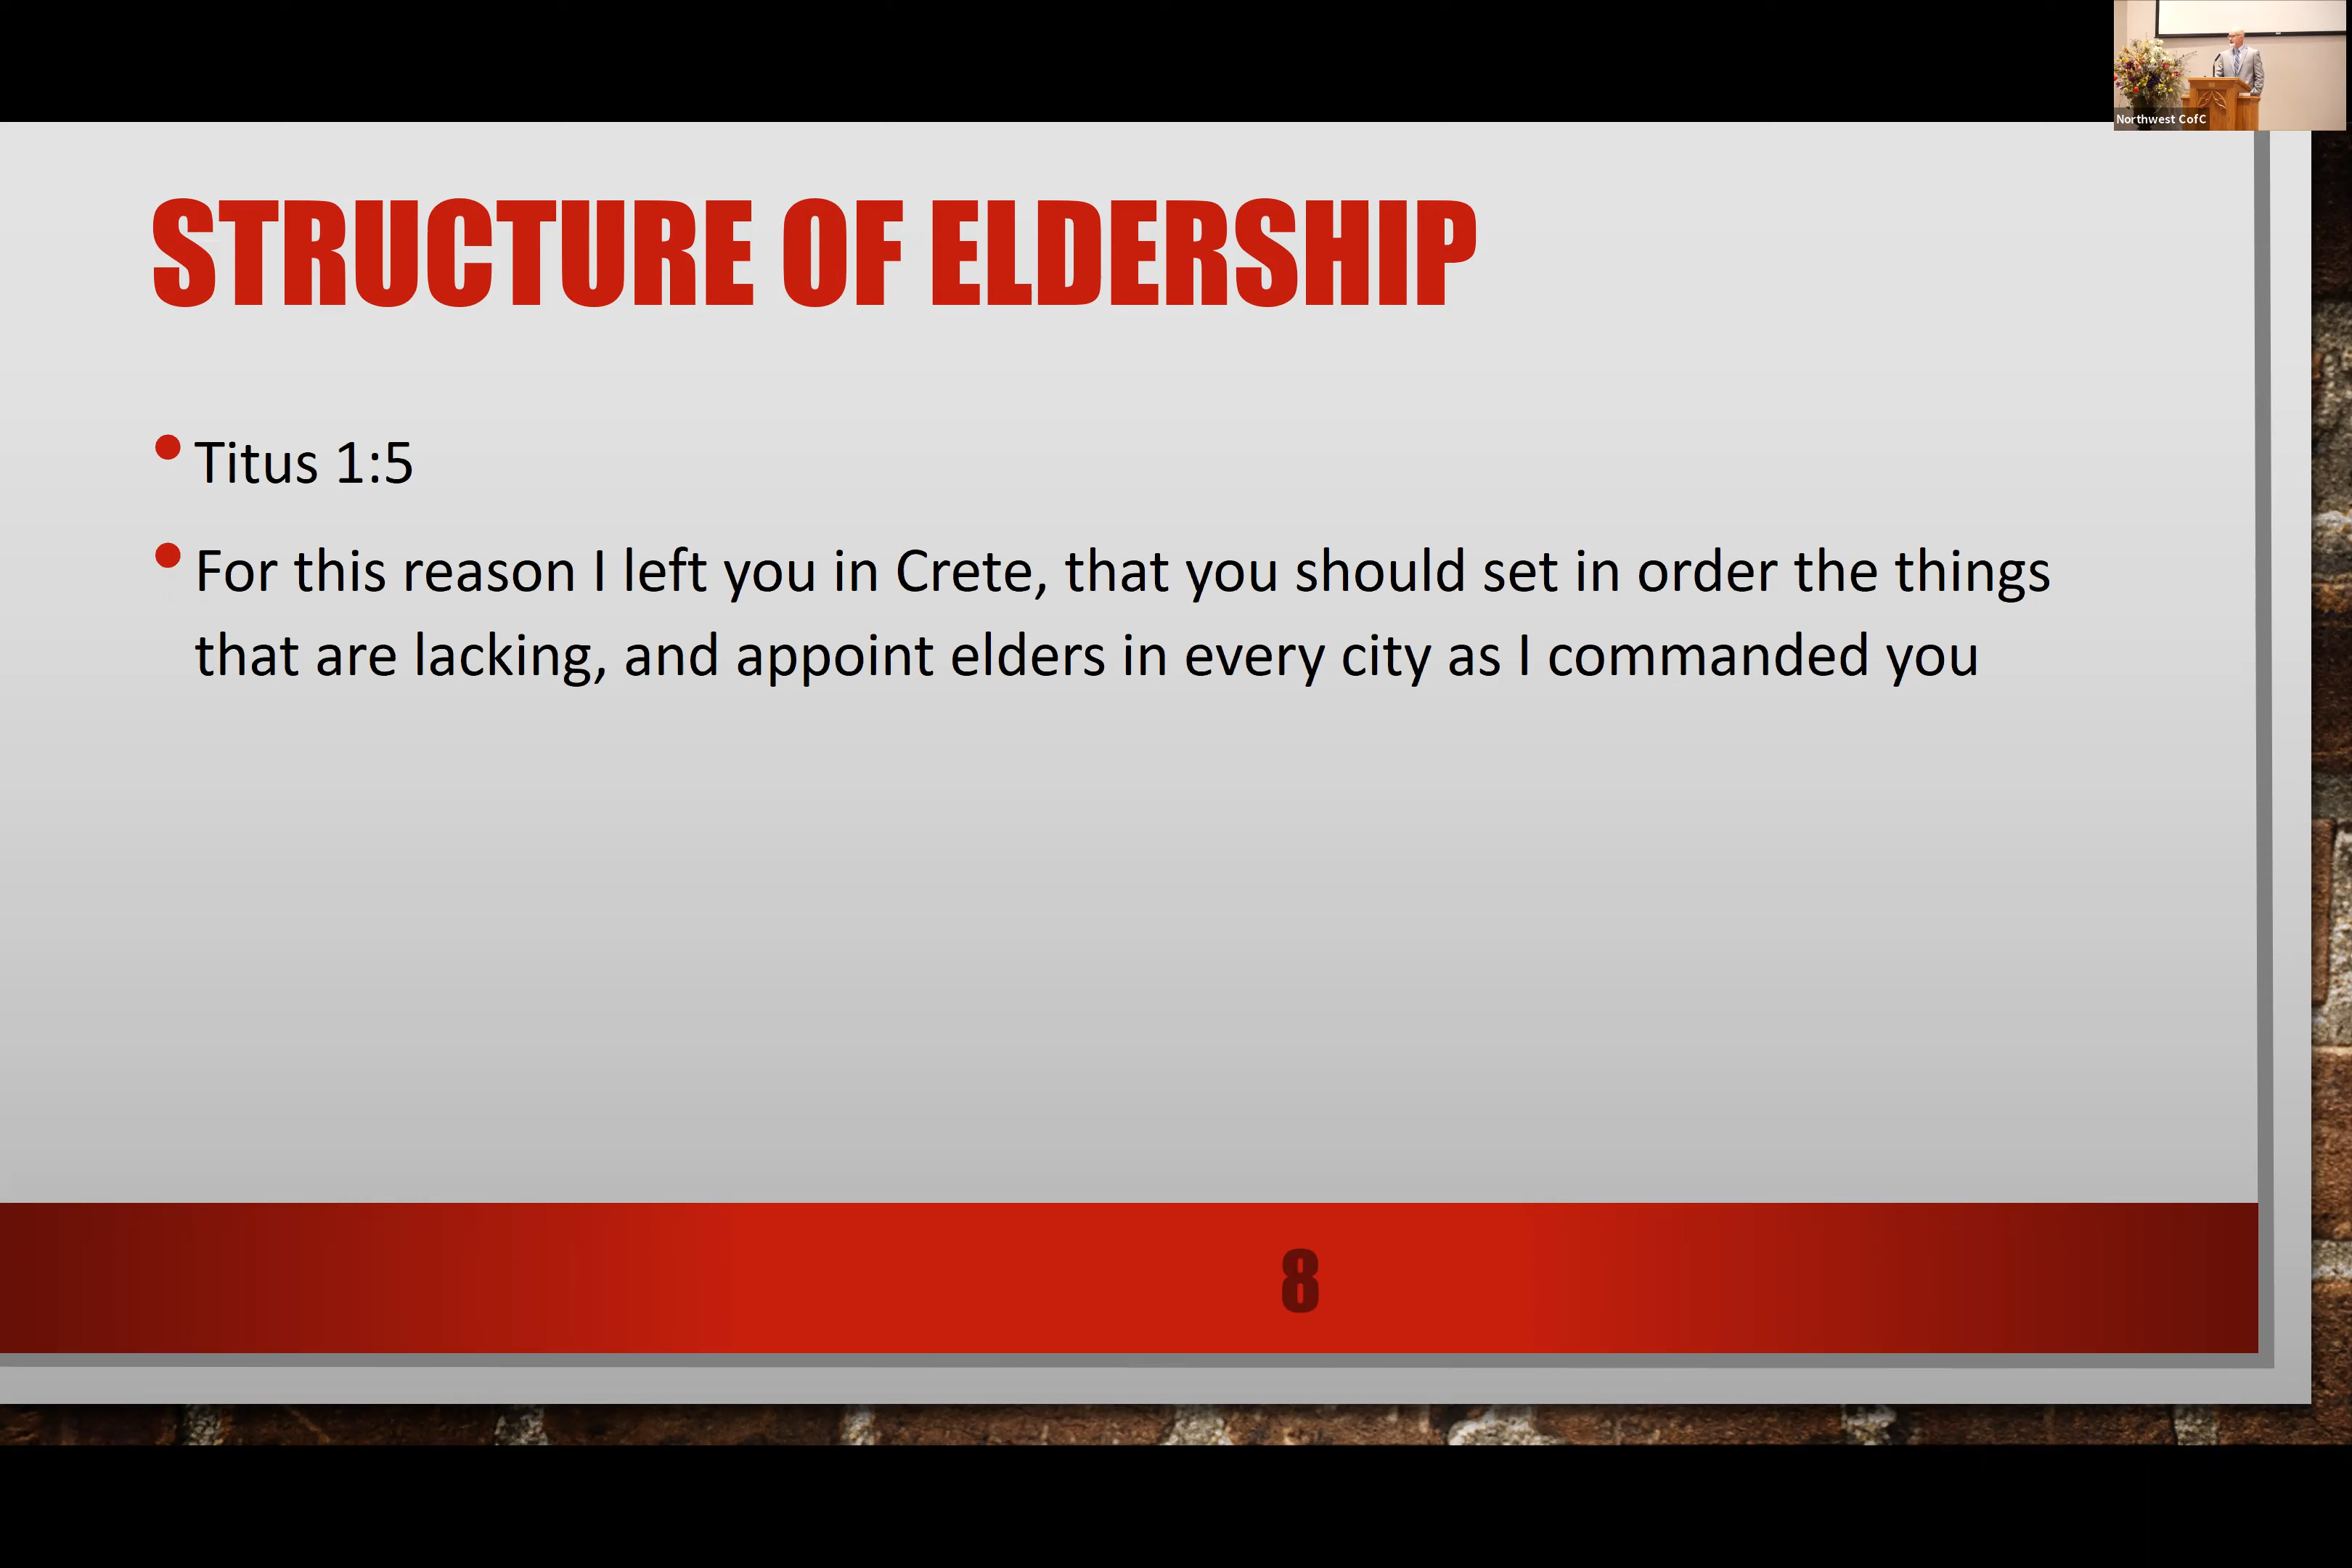 Northwest CofC
STRUCTURE OF ELDERSHIP
• Titus 1:5
• For this reason I left you in Crete, that you should set in order the things
that are lacking, and appoint elders in every city as I commanded you
8